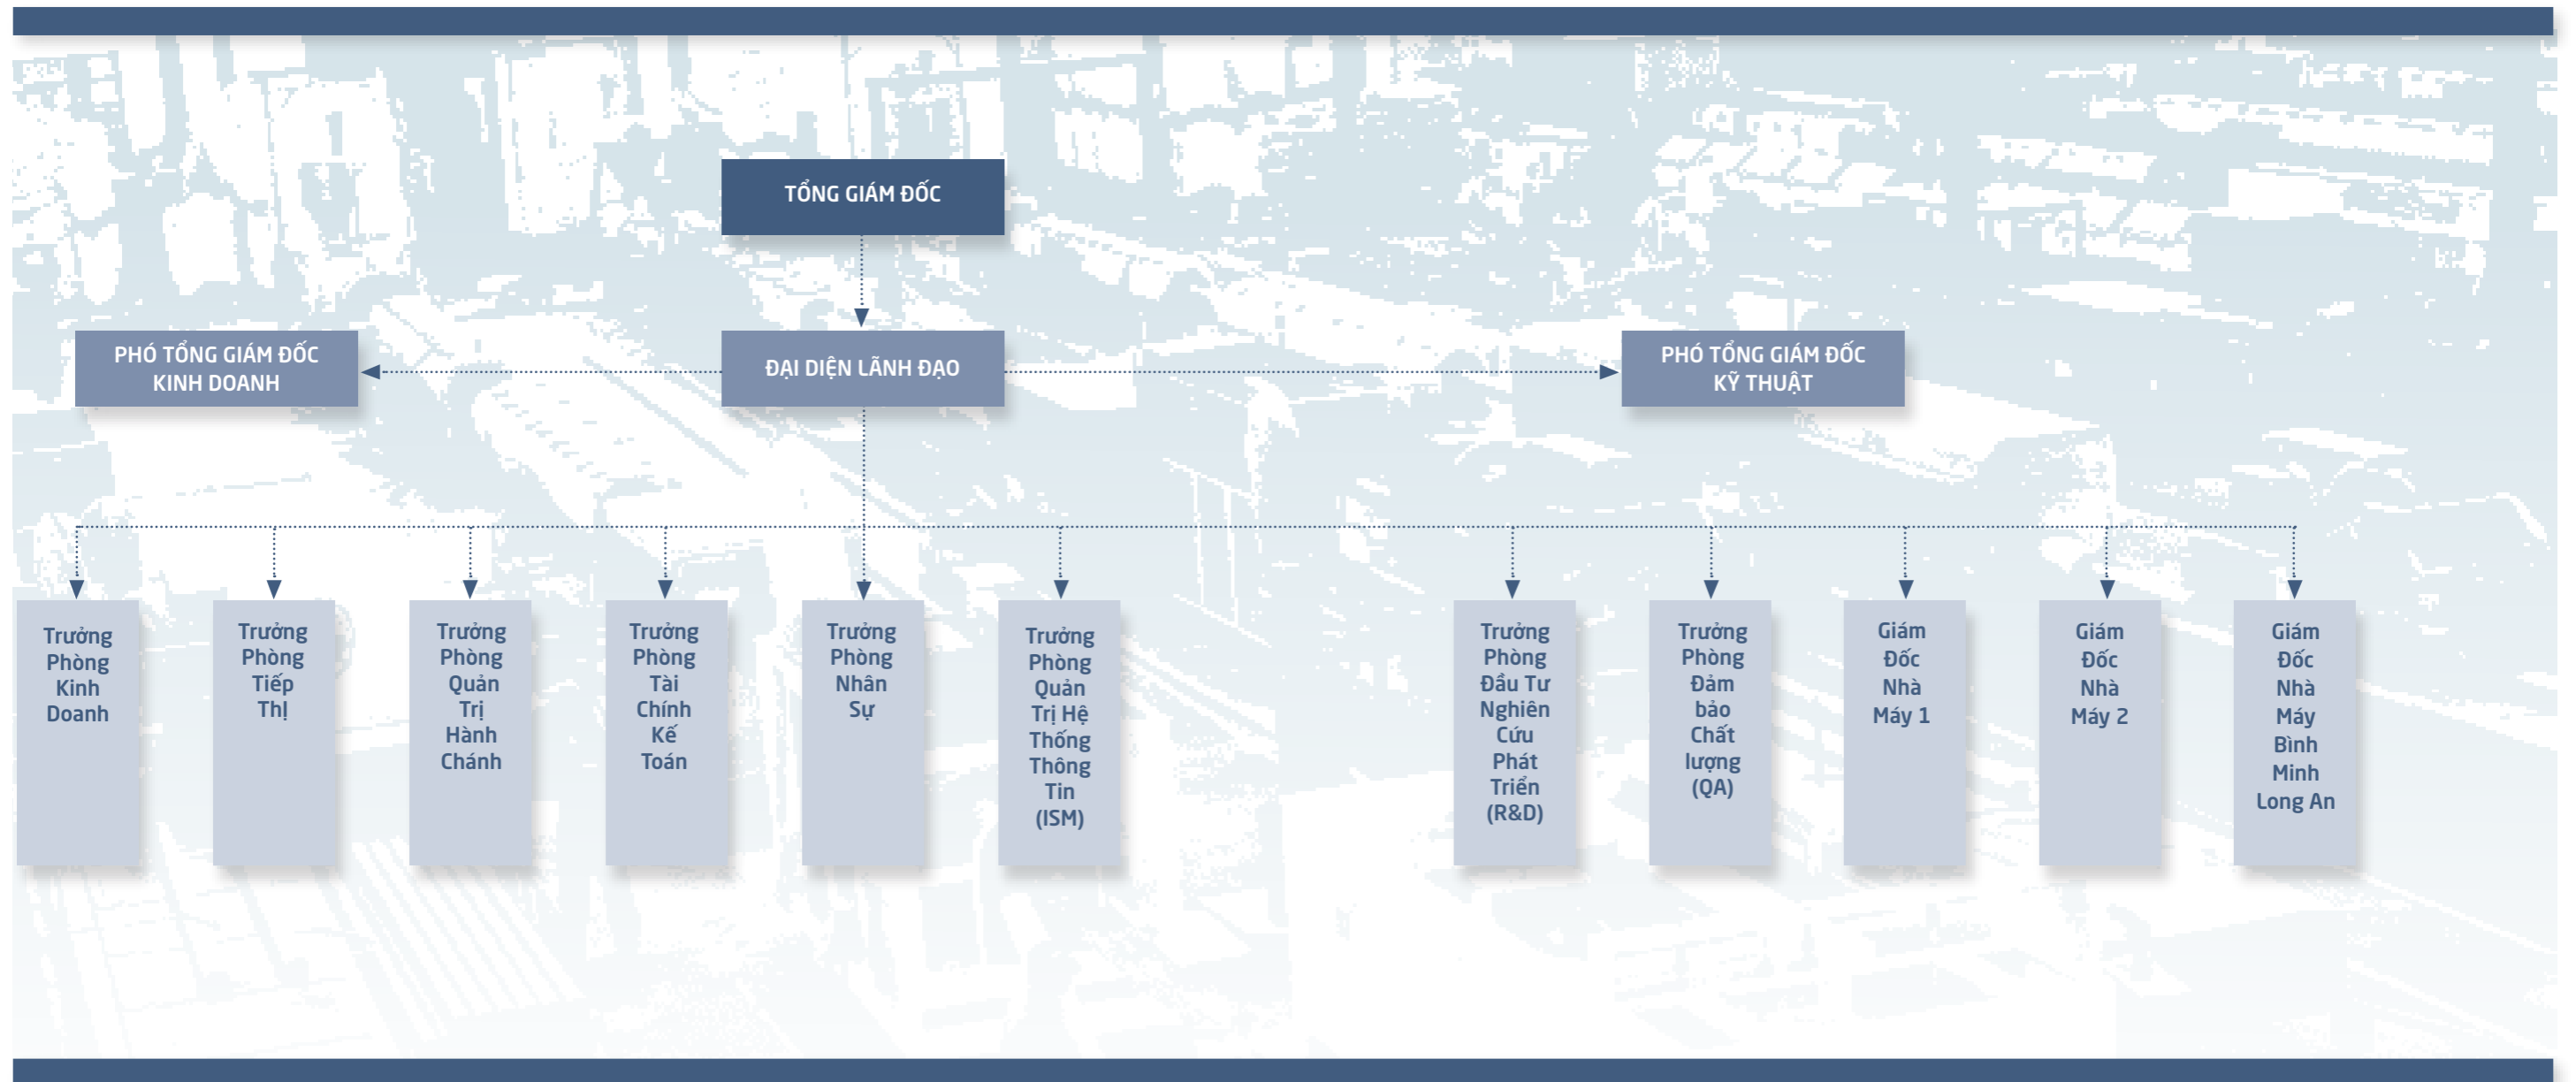 TỔNG GIÁM ĐỐC
PHÓ TỔNG GIÁM ĐỐC
KINH DOANH
ĐẠI DIỆN LÃNH ĐẠO
PHÓ TỔNG GIÁM ĐỐC
KỸ THUẬT
Trưởng
Phòng
Kinh
Doanh
Trưởng
Phòng
Tiếp
Thị
Trưởng
Phòng
Quản
Trị
Hành
Chánh
Trưởng
Phòng
Tài
Chính
Kế
Toán
Trưởng
Phòng
Nhân
Sự
Trưởng
Phòng
Quản
Trị Hệ
Thống
Thông
Tin
(ISM)
Trưởng
Phòng
Đầu Tư
Nghiên
Cứu
Phát
Triển
(R&D)
Trưởng
Phòng
Đảm
bảo
Chất
lượng
(QA)
Giám
Đốc
Nhà
Máy 1
Giám
Đốc
Nhà
Máy 2
Giám
Đốc
Nhà
Máy
Bình
Minh
Long An